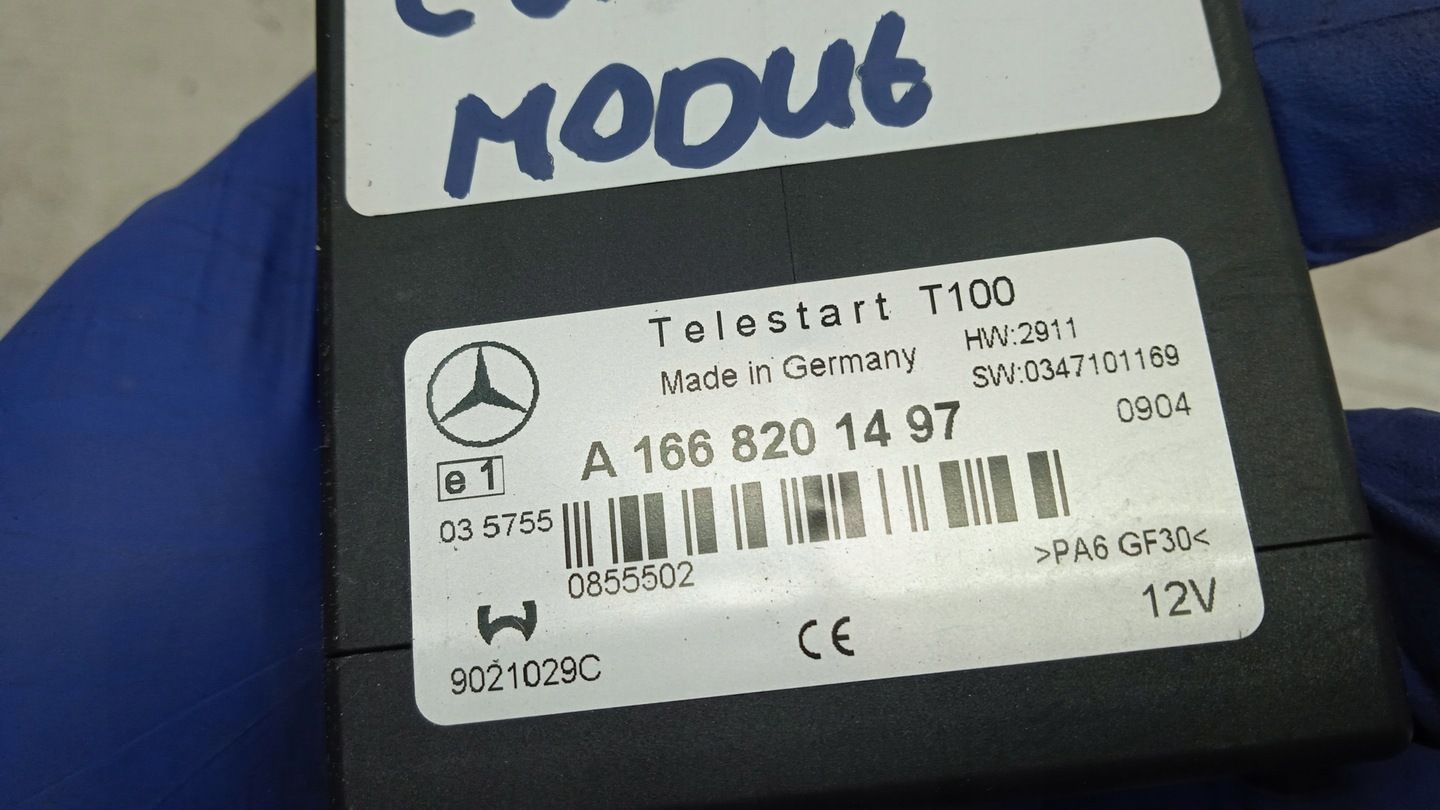 MODUL
Telestart T100
Made in Germany
HW:2911
SW:0347101169
0904
A 166 820 14 97
e1
03 5755
0855502
>PA6 GF30<
12V
CE
9021029C